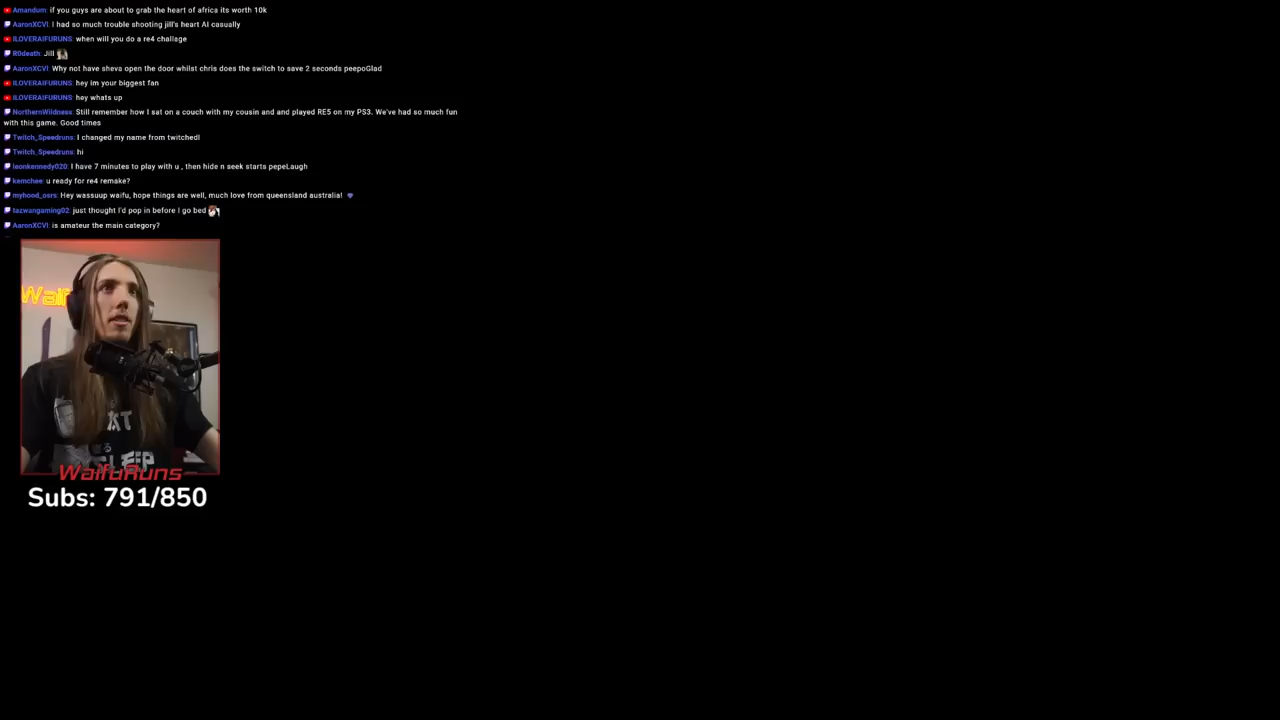 Amandum: if you guys are about to grab the heart of africa its worth 10k
AaronXCVI: I had so much trouble shooting jill's heart AI casually
ILOVERAIFURUNS: when will you do a re4 challage
R0death: Jill
AaronXCVI: Why not have sheva open the door whilst chris does the switch to save 2 seconds peepoGlad
ILOVERAIFURUNS: hey im your biggest fan
ILOVERAIFURUNS: hey whats up
NorthernWildness: Still remember how I sat on a couch with my cousin and and played RE5 on my PS3. We've had so much fun
with this game. Good times
Twitch_Speedruns: I changed my name from twitchedl
Twitch_Speedruns: hi
leonkennedy020: I have 7 minutes to play with u , then hide n seek starts pepeLaugh
kemchee: u ready for re4 remake?
myhood_osrs: Hey wassuup waifu, hope things are well, much love from queensland australia!
tazwangaming02: just thought I'd pop in before I go bed
AaronXCVI: is amateur the main category?
Waif
AT
WaifuRuns
Subs: 791/850